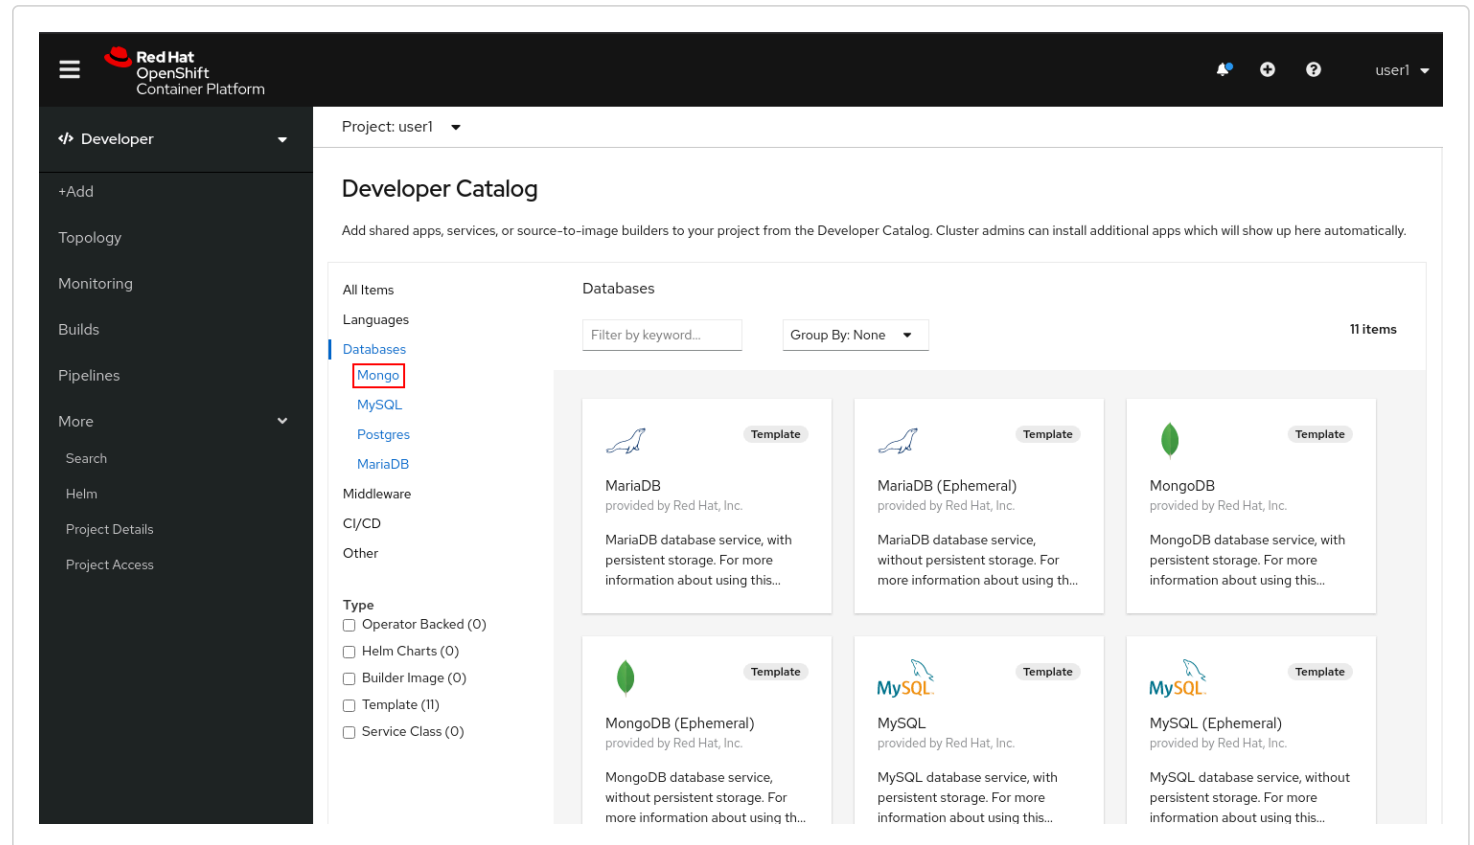 Red Hat
OpenShift
Container Platform
user1
Developer
+Add
Topology
Monitoring
Builds
Pipelines
More
Search
Helm
Project Details
Project Access
Project: user1
Developer Catalog
Add shared apps, services, or source-to-image builders to your project from the Developer Catalog. Cluster admins can install additional apps which will show up here automatically.
All Items
Languages
Databases
Mongo
MySQL
Postgres
MariaDB
Middleware
CI/CD
Other
Type
Operator Backed (0)
Helm Charts (0)
Builder Image (0)
Template (11)
Service Class (0)
Databases
Filter by keyword...
Group By: None
11 items
Template
MariaDB
provided by Red Hat, Inc.
MariaDB database service, with
persistent storage. For more
information about using this...
Template
MariaDB (Ephemeral)
provided by Red Hat, Inc.
MariaDB database service,
without persistent storage. For
more information about using th...
Template
MongoDB
provided by Red Hat, Inc.
MongoDB database service, with
persistent storage. For more
information about using this...
Template
MongoDB (Ephemeral)
provided by Red Hat, Inc.
MongoDB database service,
without persistent storage. For
more information about using th...
MySQL
Template
MySQL
provided by Red Hat, Inc.
MySQL database service, with
persistent storage. For more
information about using this...
MySQL
Template
MySQL (Ephemeral)
provided by Red Hat, Inc.
MySQL database service, without
persistent storage. For more
information about using this...